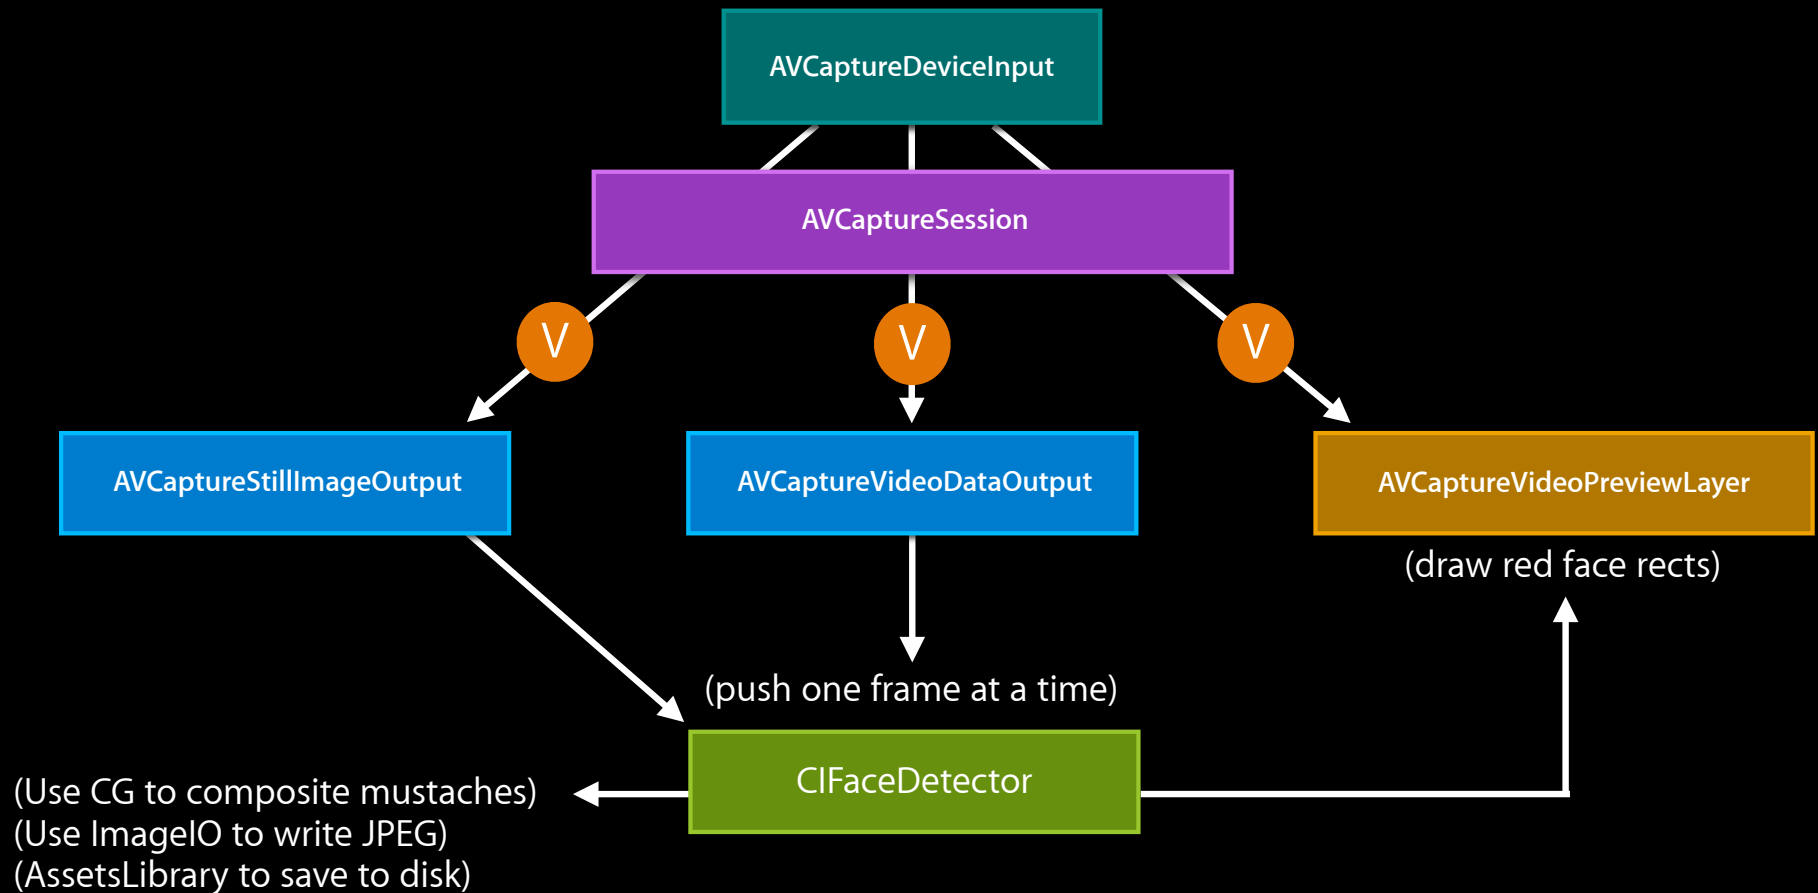 AVCaptureDeviceInput
AVCaptureSession
V
V
V
AVCaptureStillImageOutput
AVCaptureVideoDataOutput
AVCaptureVideoPreviewLayer
(draw red face rects)
(push one frame at a time)
CIFaceDetector
(Use CG to composite mustaches)
(Use ImageIO to write JPEG)
(AssetsLibrary to save to disk)